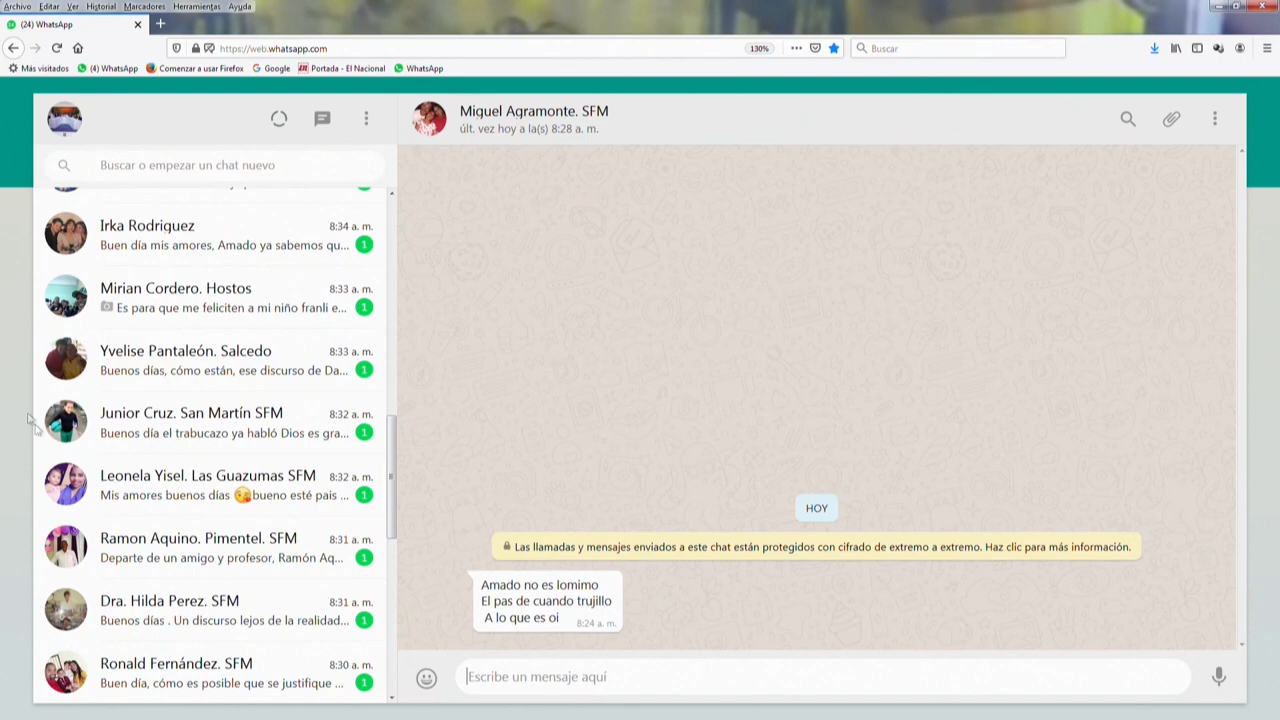 Archivo Editar Ver Historial Marcadores Herramientas Ayuda
(24) WhatsApp
https://web.whatsapp.com
130%
Buscar
Más visitados (4) WhatsApp Comenzar a usar Firefox Google Portada - El Nacional WhatsApp
Miguel Agramonte. SFM
últ. vez hoy a la(s) 8:28 a. m.
Buscar o empezar un chat nuevo
Irka Rodriguez 8:34 a. m.
Buen día mis amores, Amado ya sabemos qu... 1
Mirian Cordero. Hostos 8:33 a. m.
Es para que me feliciten a mi niño franli e... 1
Yvelise Pantaleón. Salcedo 8:33 a. m.
Buenos días, cómo están, ese discurso de Da... 1
Junior Cruz. San Martín SFM 8:32 a. m.
Buenos día el trabucazo ya habló Dios es gra... 1
Leonela Yisel. Las Guazumas SFM 8:32 a. m.
Mis amores buenos días 😘bueno esté pais ... 1
Ramon Aquino. Pimentel. SFM 8:31 a. m.
Departe de un amigo y profesor, Ramón Aq... 1
Dra. Hilda Perez. SFM 8:31 a. m.
Buenos días . Un discurso lejos de la realidad... 1
Ronald Fernández. SFM 8:30 a. m.
Buen día, cómo es posible que se justifique ... 1
HOY
Las llamadas y mensajes enviados a este chat están protegidos con cifrado de extremo a extremo. Haz clic para más información.
Amado no es lomimo
El pas de cuando trujillo
A lo que es oi 8:24 a. m.
Escribe un mensaje aquí